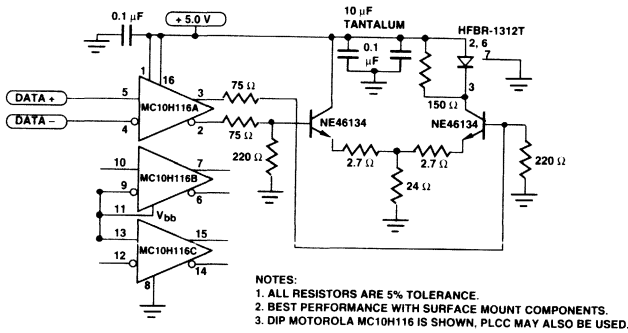 0.1 µF
+ 5.0 V
10 µF
TANTALUM
0.1
µF
HFBR-1312T
2, 6
7
3
1
16
DATA +
5
MC10H116A
3
75 Ω
150 Ω
DATA –
4
2
75 Ω
NE46134
NE46134
220 Ω
2.7 Ω
2.7 Ω
220 Ω
24 Ω
10
7
MC10H116B
9
6
11
Vbb
13
15
MC10H116C
12
14
8
NOTES:
1. ALL RESISTORS ARE 5% TOLERANCE.
2. BEST PERFORMANCE WITH SURFACE MOUNT COMPONENTS.
3. DIP MOTOROLA MC10H116 IS SHOWN, PLCC MAY ALSO BE USED.